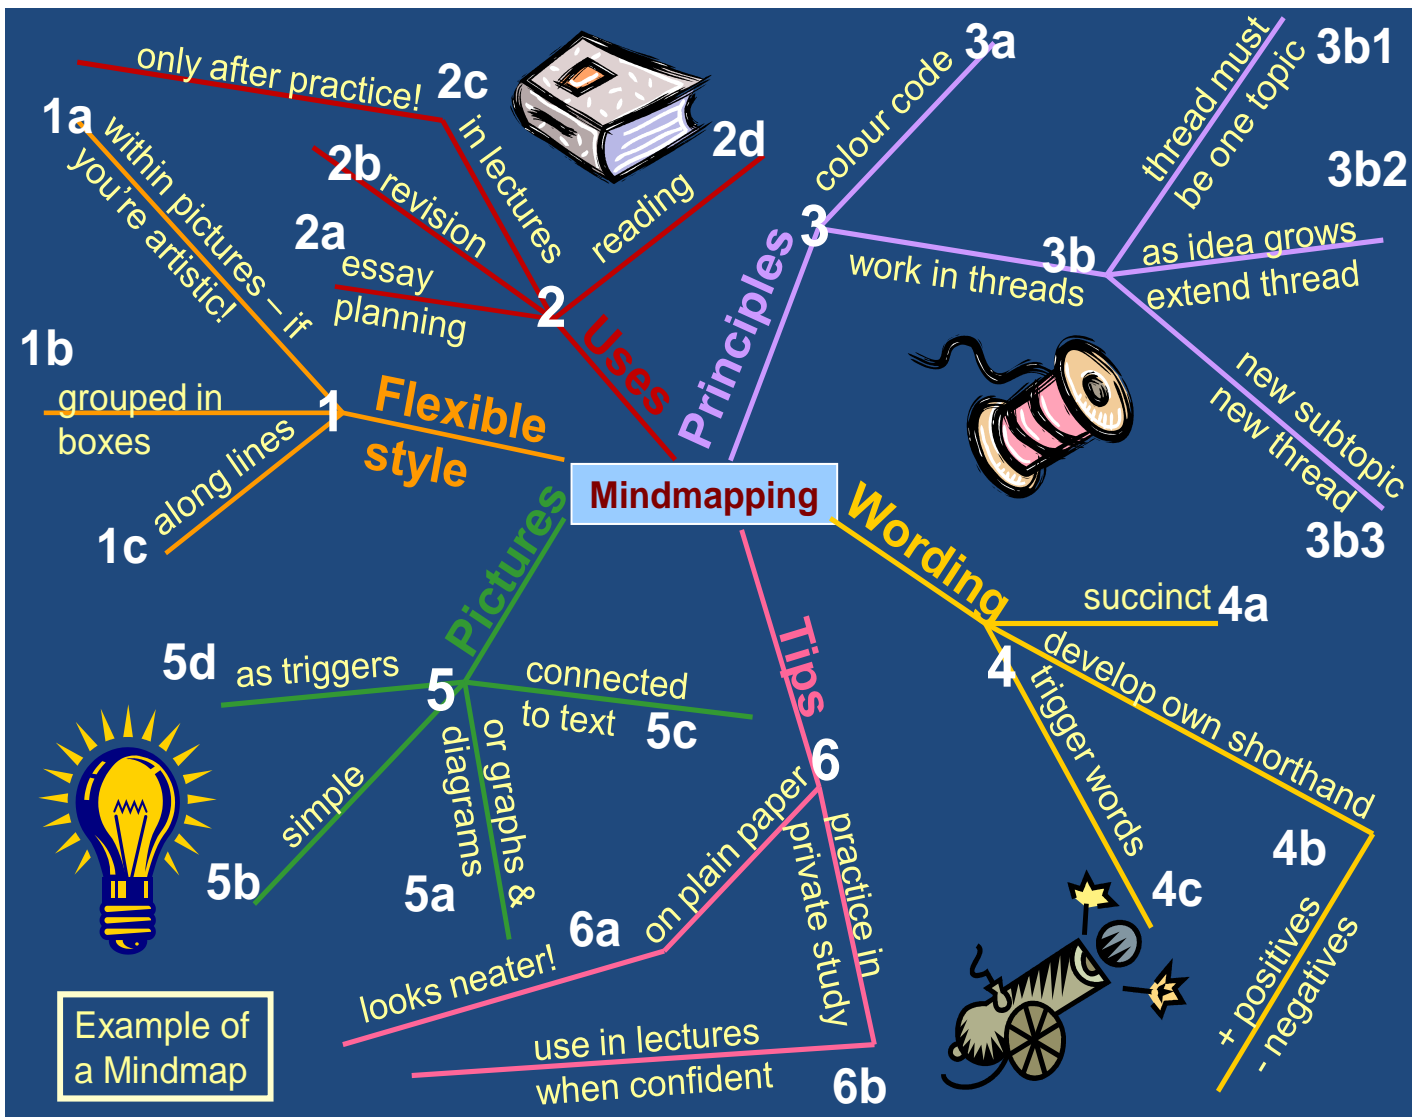 Mindmapping
1
Flexible
style
1a
within pictures – if
you're artistic!
1b
grouped in
boxes
1c
along lines
2
Uses
2a
essay
planning
2b
revision
2c
in lectures
only after practice!
2d
reading
3
Principles
3a
colour code
3b
work in threads
3b1
thread must
be one topic
3b2
as idea grows
extend thread
3b3
new subtopic
new thread
4
Wording
4a
succinct
4b
develop own shorthand
+ positives
- negatives
4c
trigger words
5
Pictures
5a
or graphs &
diagrams
5b
simple
5c
connected
to text
5d
as triggers
6
Tips
6a
on plain paper
looks neater!
6b
practice in
private study
use in lectures
when confident
Example of
a Mindmap